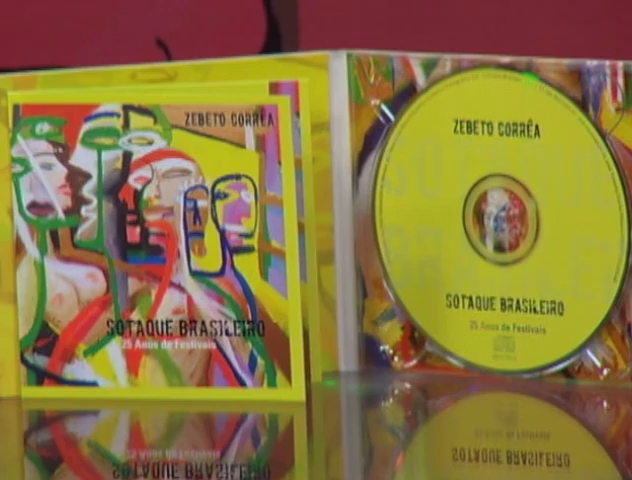 ZEBETO CORRÊA
SOTAQUE BRASILEIRO
25 Anos de Festivais
ZEBETO CORRÊA
SOTAQUE BRASILEIRO
25 Anos de Festivais